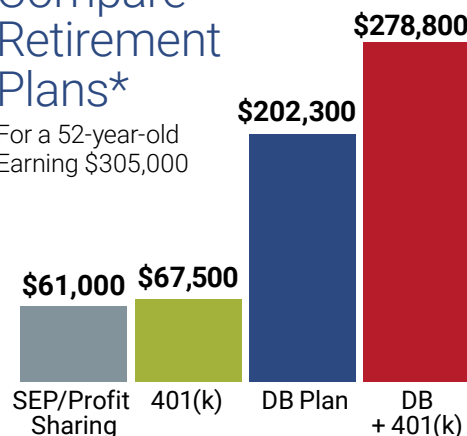 Compare
Retirement
Plans*
For a 52-year-old
Earning $305,000
$61,000
$67,500
$202,300
$278,800
SEP/Profit
Sharing
401(k)
DB Plan
DB
+ 401(k)